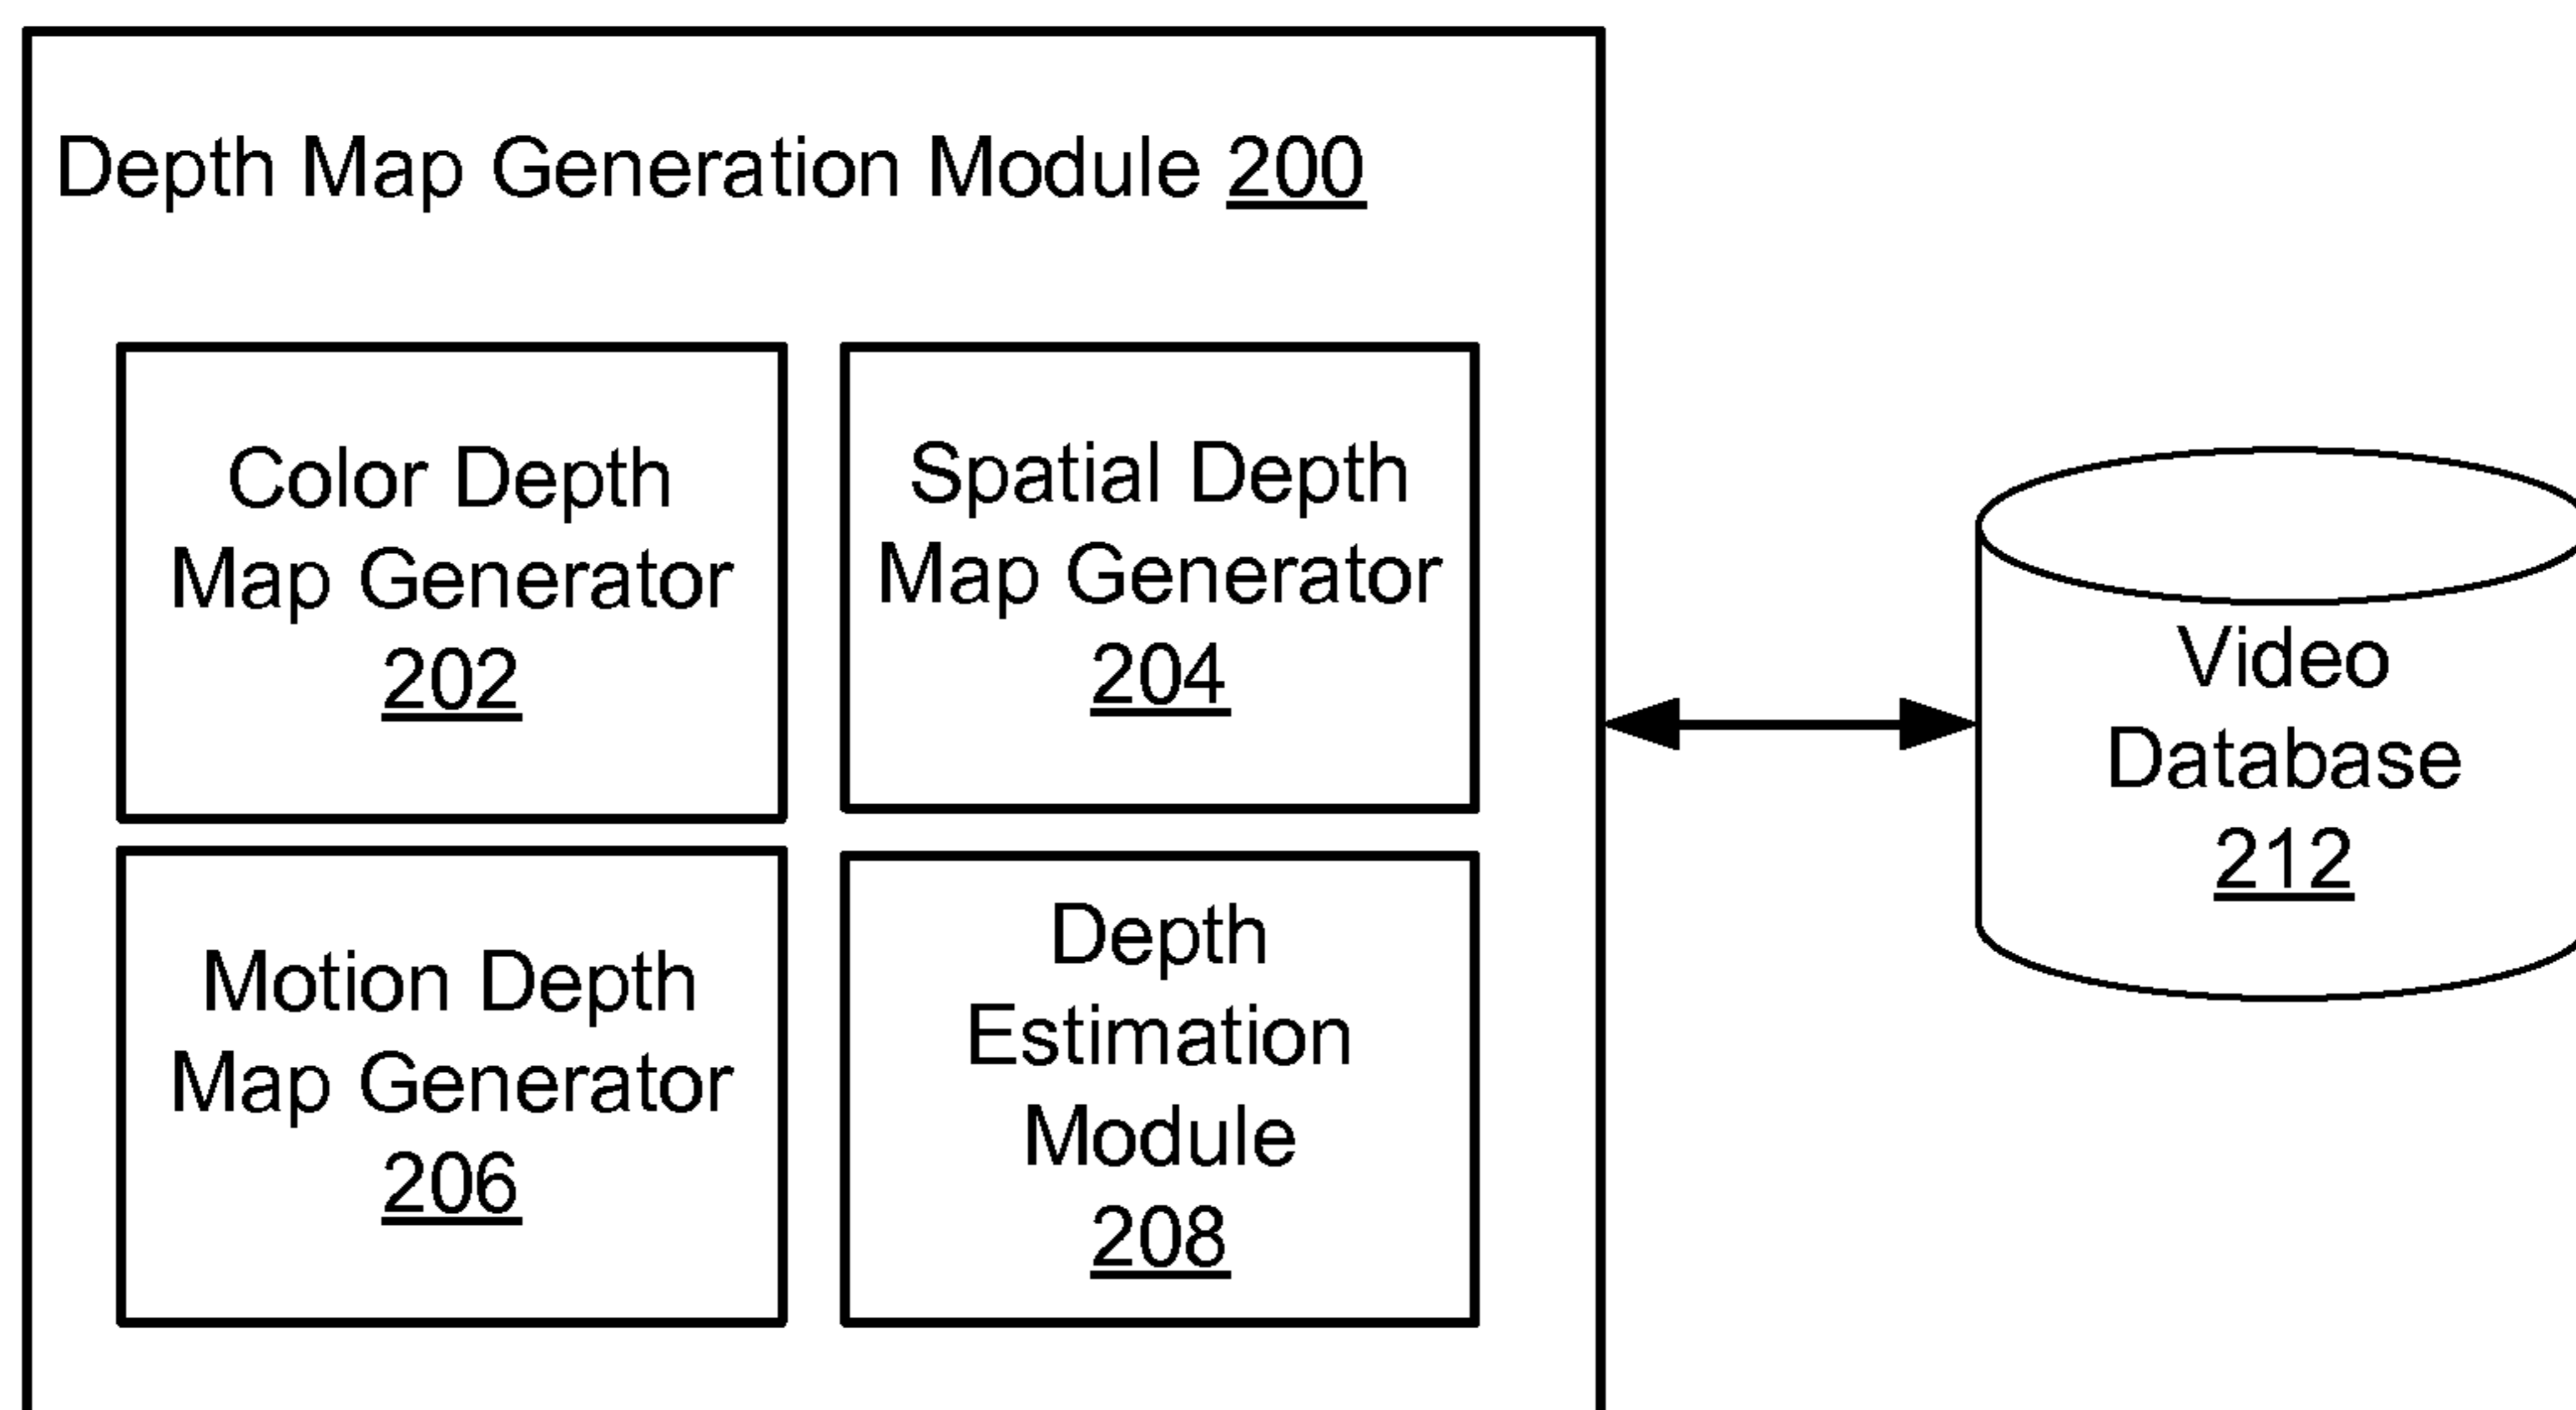 Depth Map Generation Module 200
Color Depth
Map Generator
202
Spatial Depth
Map Generator
204
Motion Depth
Map Generator
206
Depth
Estimation
Module
208
Video
Database
212